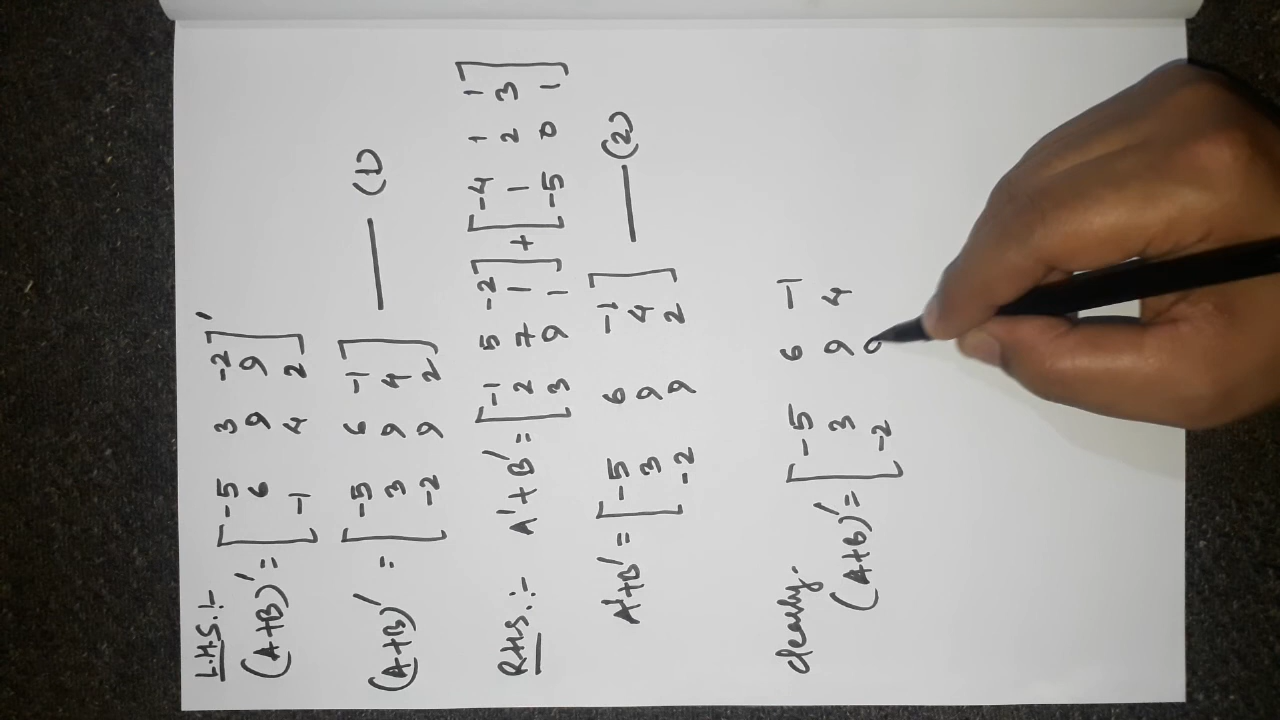 L.H.S.:-
[-5 3 -2]'
(A+B)' = 6 9 9
-1 4 2
[-5 6 -1]
(A+B)' = 3 9 4 —— (1)
-2 9 2
[-1 5 -2] [-4 1 1]
RHS.:- A'+B' = 2 7 1 + 1 2 3
3 9 1 -5 0 1
[-5 6 -1]
A'+B' = 3 9 4 —— (2)
-2 9 2
clearly-
[-5 6 -1
(A+B)' = 3 9 4
-2